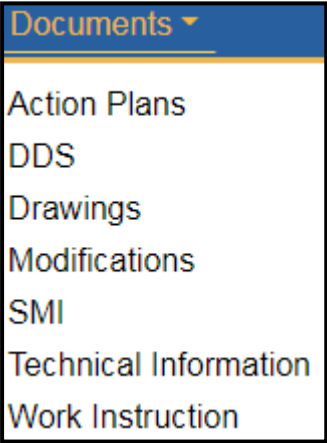 Documents
Action Plans
DDS
Drawings
Modifications
SMI
Technical Information
Work Instruction